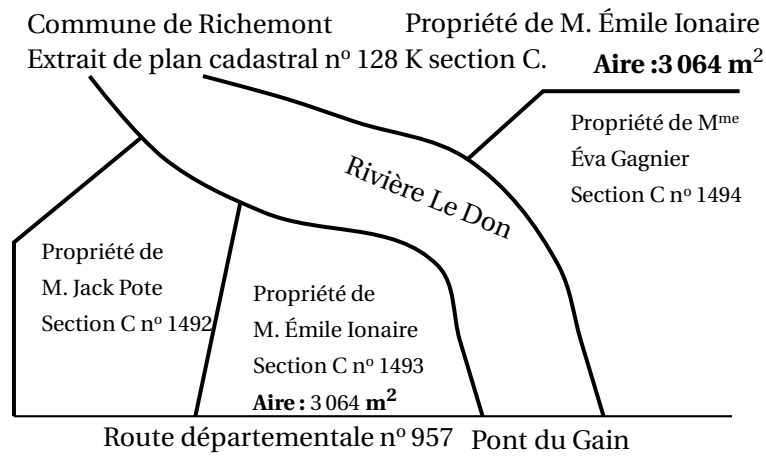 Commune de Richemont
Extrait de plan cadastral nº 128 K section C.
Propriété de M. Émile Ionaire
Aire :3 064 m²
Propriété de Mᵐᵉ
Éva Gagnier
Section C nº 1494
Rivière Le Don
Propriété de
M. Jack Pote
Section C nº 1492
Propriété de
M. Émile Ionaire
Section C nº 1493
Aire : 3 064 m²
Route départementale nº 957
Pont du Gain